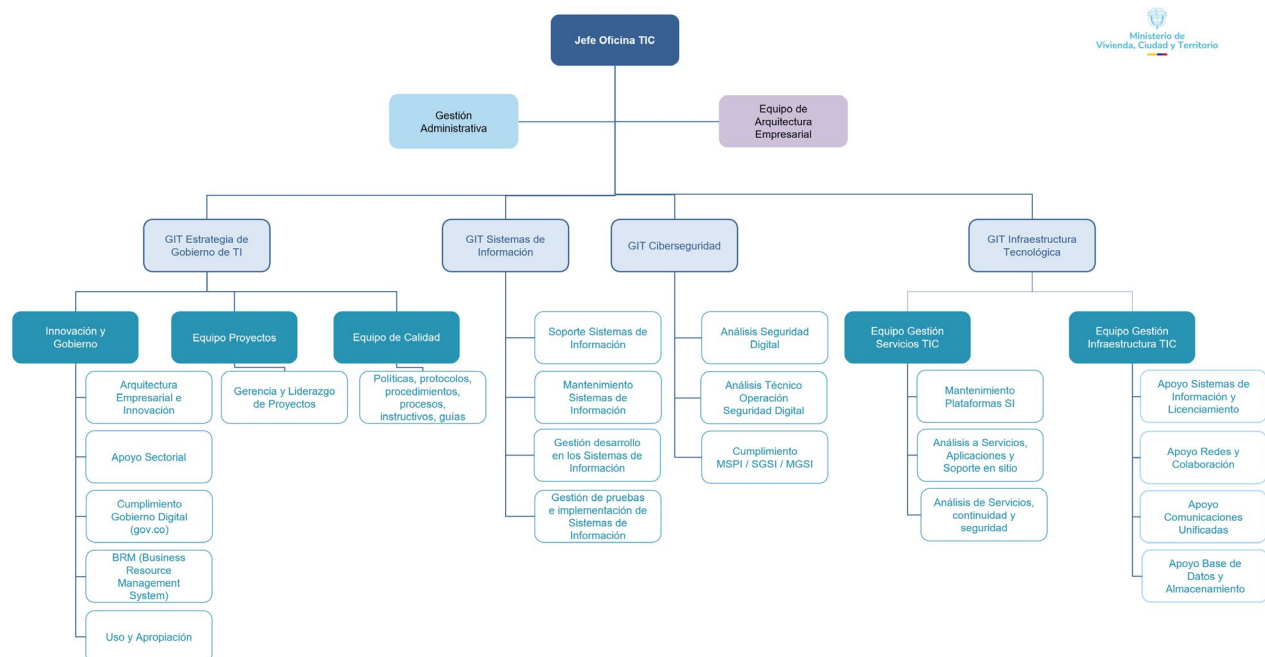 Jefe Oficina TIC
Ministerio de
Vivienda, Ciudad y Territorio
Gestión
Administrativa
Equipo de
Arquitectura
Empresarial
GIT Estrategia de
Gobierno de TI
GIT Sistemas de
Información
GIT Ciberseguridad
GIT Infraestructura
Tecnológica
Innovación y
Gobierno
Equipo Proyectos
Equipo de Calidad
Equipo Gestión
Servicios TIC
Equipo Gestión
Infraestructura TIC
Arquitectura
Empresarial e
Innovación
Apoyo Sectorial
Cumplimiento
Gobierno Digital
(gov.co)
BRM (Business
Resource
Management
System)
Uso y Apropiación
Gerencia y Liderazgo
de Proyectos
Políticas, protocolos,
procedimientos,
procesos,
instructivos, guías
Soporte Sistemas de
Información
Mantenimiento
Sistemas de
Información
Gestión desarrollo
en los Sistemas de
Información
Gestión de pruebas
e implementación de
Sistemas de
Información
Análisis Seguridad
Digital
Análisis Técnico
Operación
Seguridad Digital
Cumplimiento
MSPI / SGSI / MGSI
Mantenimiento
Plataformas SI
Análisis a Servicios,
Aplicaciones y
Soporte en sitio
Análisis de Servicios,
continuidad y
seguridad
Apoyo Sistemas de
Información y
Licenciamiento
Apoyo Redes y
Colaboración
Apoyo
Comunicaciones
Unificadas
Apoyo Base de
Datos y
Almacenamiento